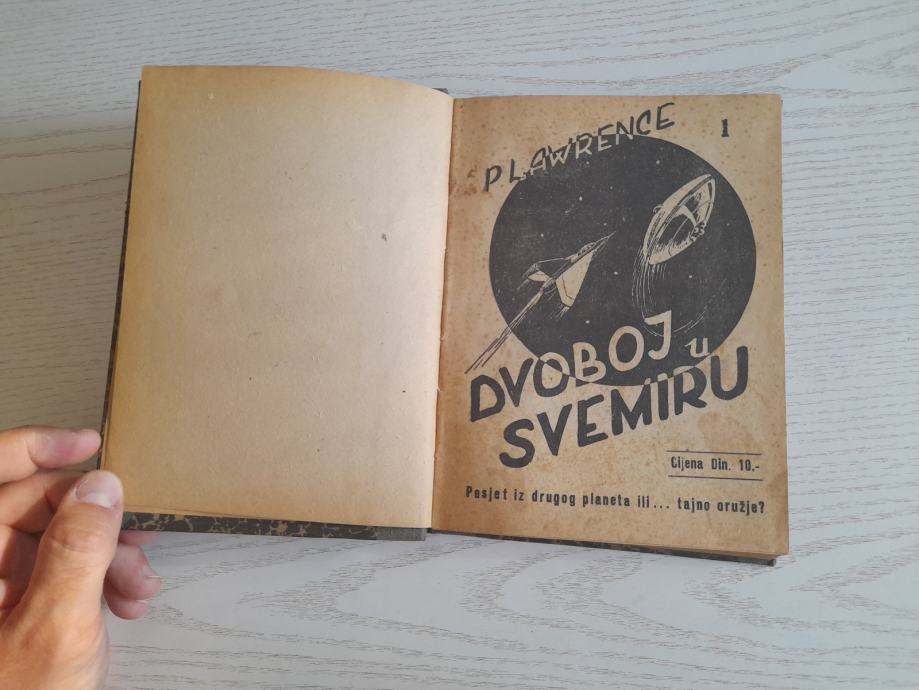 P LAWRENCE
1
DVOBOJ u
SVEMIRU
Cijena Din. 10.-
Posjet iz drugog planeta ili... tajno oružje?